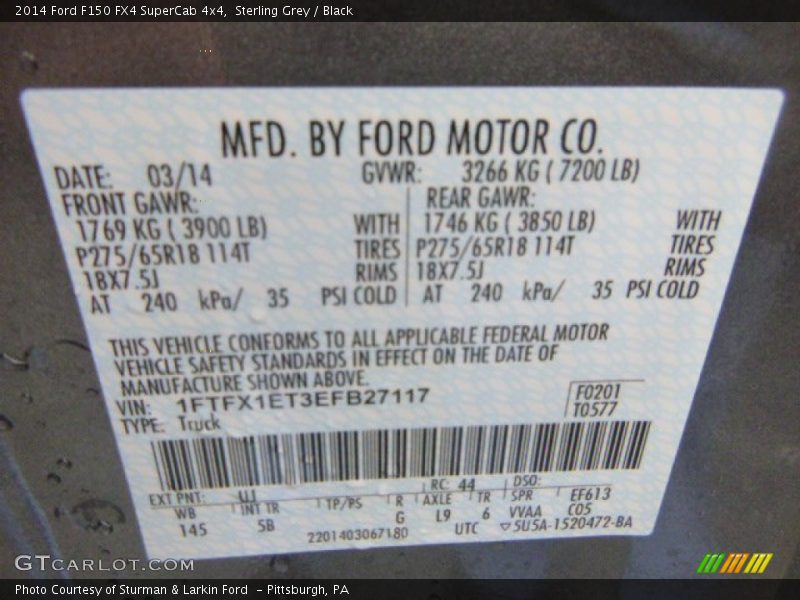 2014 Ford F150 FX4 SuperCab 4x4, Sterling Grey / Black
MFD. BY FORD MOTOR CO.
DATE: 03/14 GVWR: 3266 KG ( 7200 LB)
FRONT GAWR: REAR GAWR:
1769 KG ( 3900 LB) WITH 1746 KG ( 3850 LB) WITH
P275/65R18 114T TIRES P275/65R18 114T TIRES
18X7.5J RIMS 18X7.5J RIMS
AT 240 kPa/ 35 PSI COLD AT 240 kPa/ 35 PSI COLD
THIS VEHICLE CONFORMS TO ALL APPLICABLE FEDERAL MOTOR
VEHICLE SAFETY STANDARDS IN EFFECT ON THE DATE OF
MANUFACTURE SHOWN ABOVE.
VIN: 1FTFX1ET3EFB27117 F0201
TYPE: Truck T0577
EXT PNT: UJ RC: 44 DSO:
WB INT TR TP/PS R AXLE TR SPR EF613
145 5B G L9 6 VVAA C05
2201403067180 UTC ▽5U5A-1520472-BA
GTCARLOT.COM
Photo Courtesy of Sturman & Larkin Ford - Pittsburgh, PA